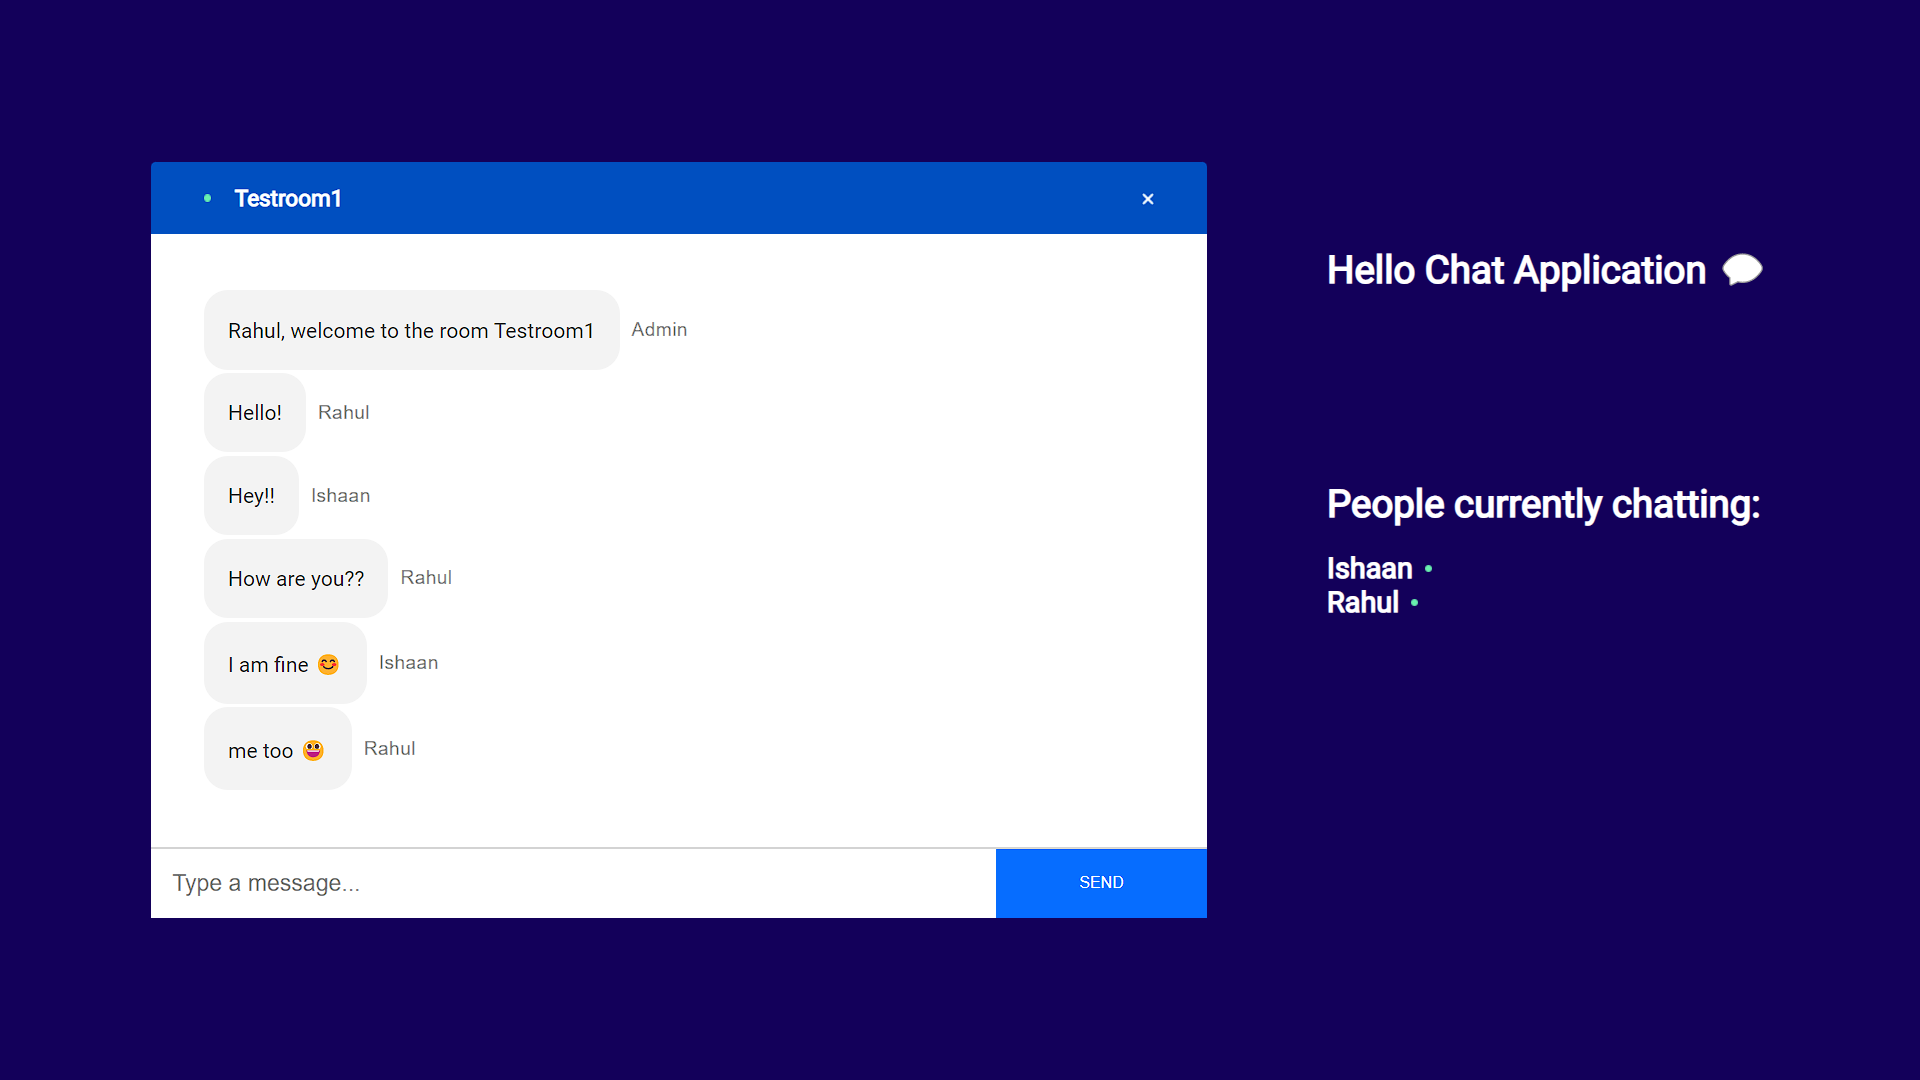 Testroom1
Rahul, welcome to the room Testroom1 Admin
Hello! Rahul
Hey!! Ishaan
How are you?? Rahul
I am fine 😊 Ishaan
me too 😀 Rahul
Type a message...
SEND
Hello Chat Application 💬
People currently chatting:
Ishaan
Rahul